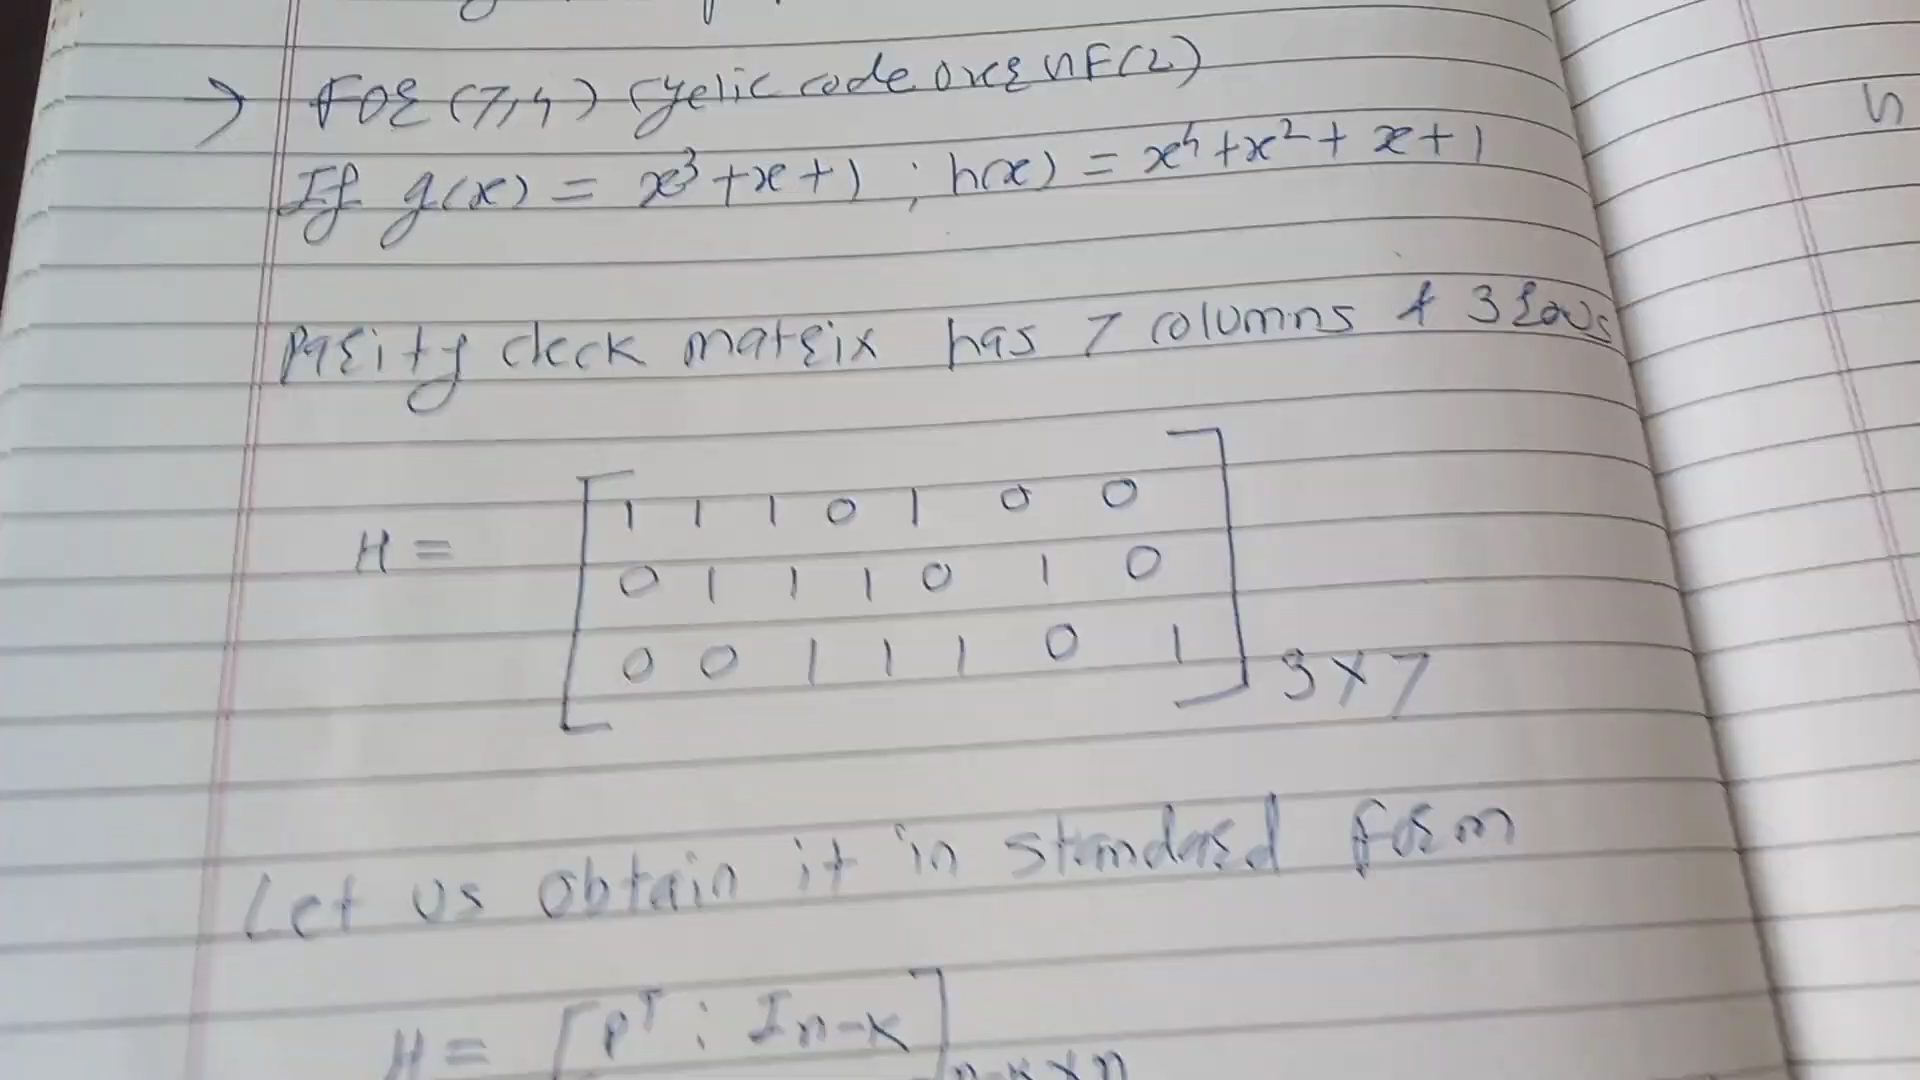 → For (7,4) cyclic code over GF(2)
If g(x) = x³+x+1 ; h(x) = x⁴+x²+x+1
Parity check matrix has 7 columns & 3 rows
H = [1 1 1 0 1 0 0
0 1 1 1 0 1 0
0 0 1 1 1 0 1] 3×7
Let us obtain it in standard form
H = [Pᵀ : In-k] n-k×n